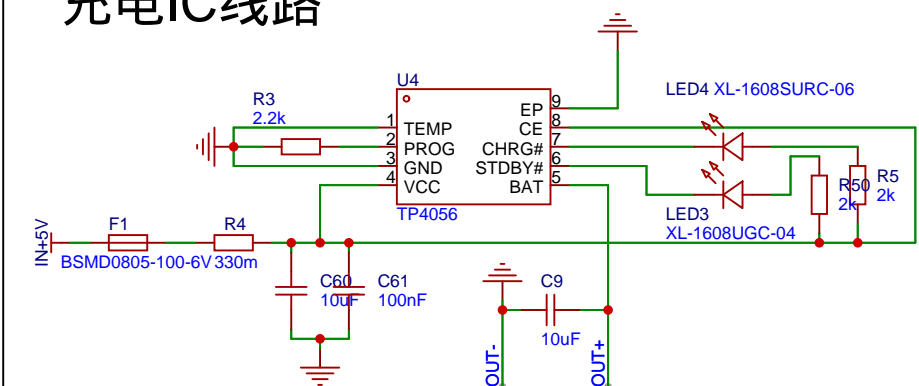 充电IC线路
U4
R3
2.2k
LED4 XL-1608SURC-06
1 TEMP
2 PROG
3 GND
4 VCC
EP 9
CE 8
CHRG# 7
STDBY# 6
BAT 5
TP4056
R50
2k
R5
2k
LED3
XL-1608UGC-04
IN+5V
F1
BSMD0805-100-6V
R4
330m
C60
10uF
C61
100nF
C9
10uF
OUT-
OUT+